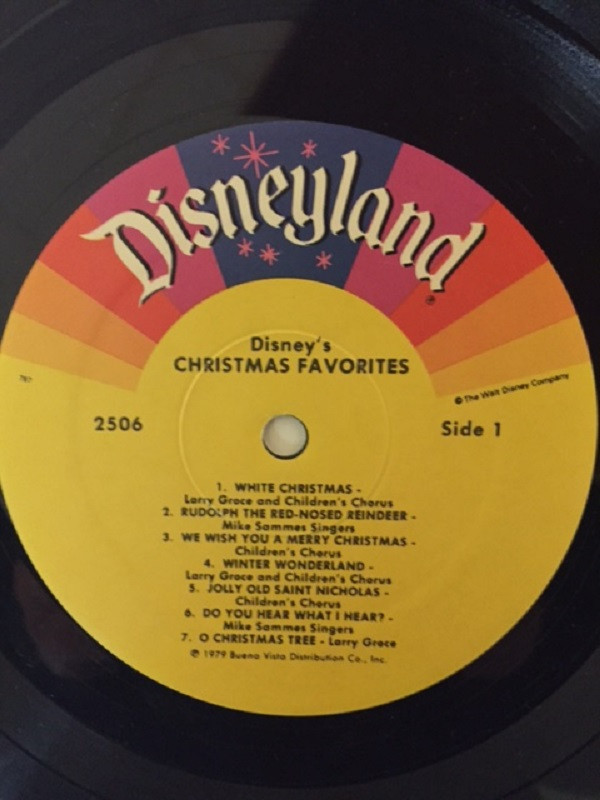 Disneyland
®
Disney's
CHRISTMAS FAVORITES
767
© The Walt Disney Company
2506
Side 1
1. WHITE CHRISTMAS -
Larry Groce and Children's Chorus
2. RUDOLPH THE RED-NOSED REINDEER -
Mike Sammes Singers
3. WE WISH YOU A MERRY CHRISTMAS -
Children's Chorus
4. WINTER WONDERLAND -
Larry Groce and Children's Chorus
5. JOLLY OLD SAINT NICHOLAS -
Children's Chorus
6. DO YOU HEAR WHAT I HEAR? -
Mike Sammes Singers
7. O CHRISTMAS TREE - Larry Groce
℗ 1979 Buena Vista Distribution Co., Inc.